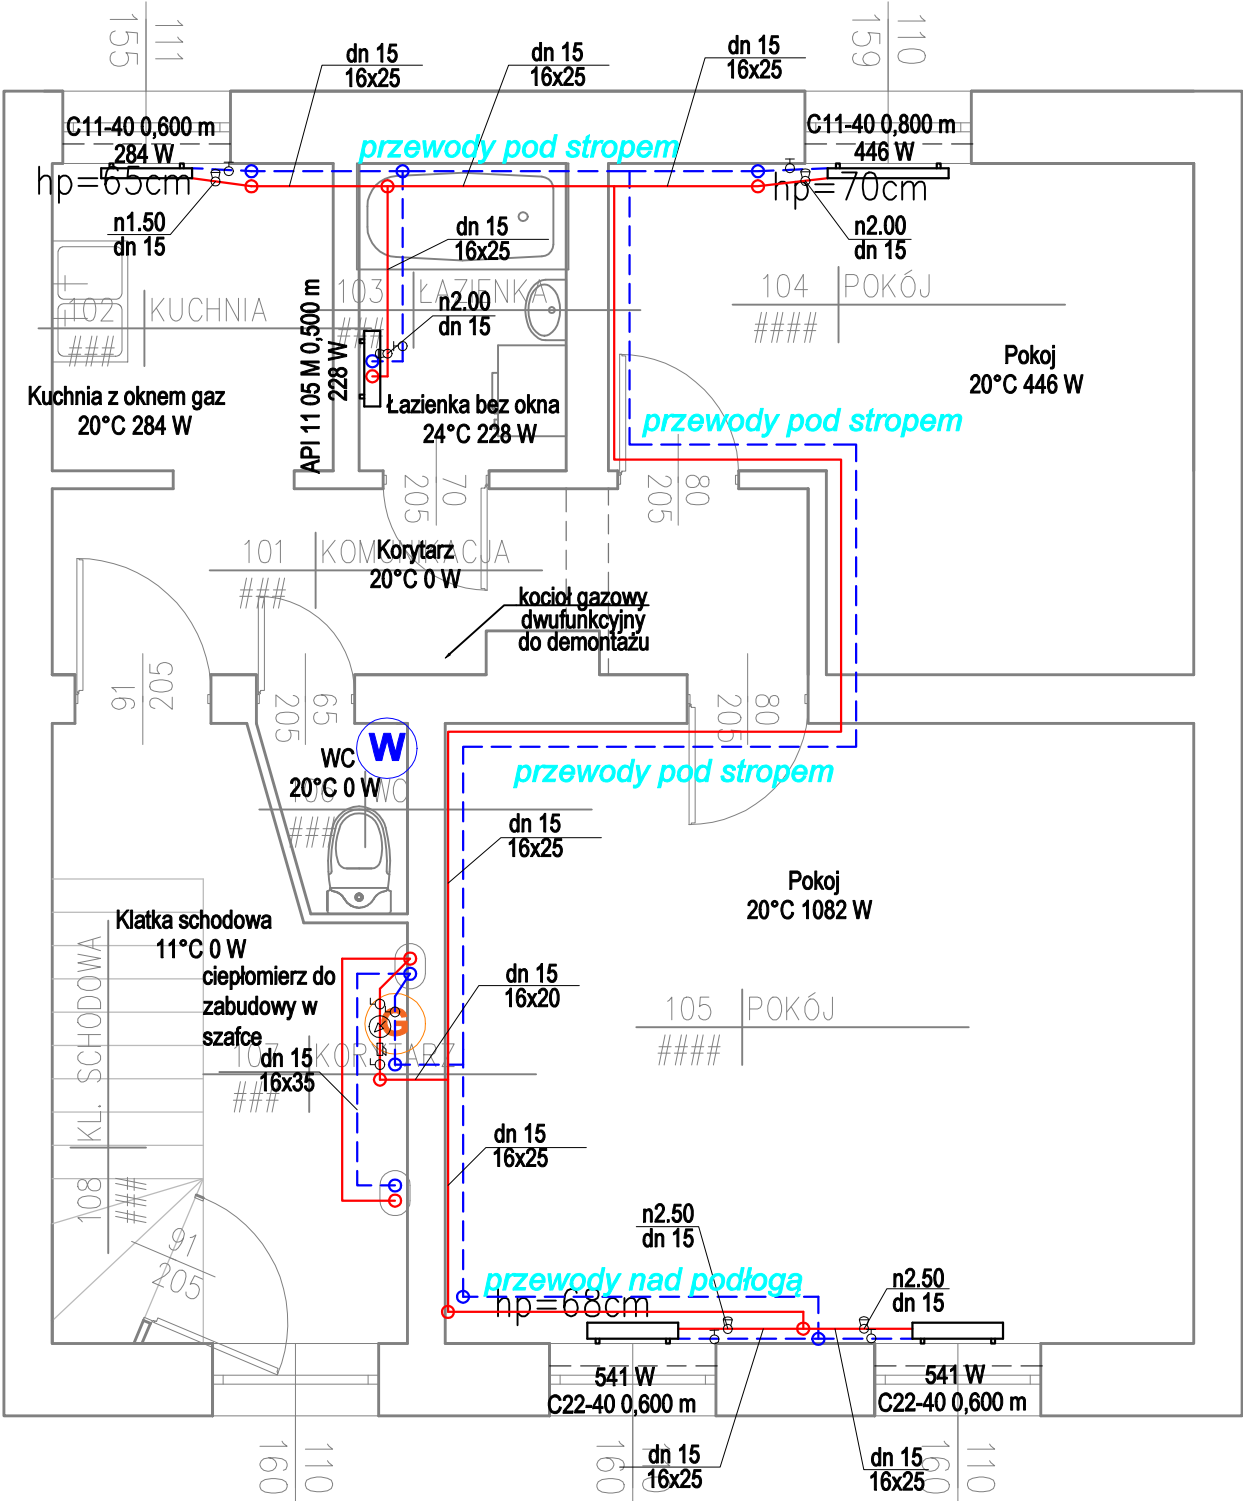 111
155
dn 15
16x25
dn 15
16x25
dn 15
16x25
110
159
C11-40 0,600 m
284 W
hp=65cm
przewody pod stropem
C11-40 0,800 m
446 W
hp=70cm
n1.50
dn 15
dn 15
16x25
n2.00
dn 15
102 KUCHNIA
###
103 ŁAZIENKA
###
n2.00
dn 15
104 POKÓJ
####
API 11 05 M 0,500 m
228 W
Pokoj
20°C 446 W
Kuchnia z oknem gaz
20°C 284 W
Łazienka bez okna
24°C 228 W
przewody pod stropem
70
205
80
205
101 KOMUNIKACJA
###
Korytarz
20°C 0 W
kocioł gazowy
dwufunkcyjny
do demontażu
91
205
65
205
80
205
W
WC
20°C 0 W
106 WC
###
przewody pod stropem
dn 15
16x25
Pokoj
20°C 1082 W
Klatka schodowa
11°C 0 W
ciepłomierz do
zabudowy w
szafce
dn 15
16x20
G
105 POKÓJ
####
107 KORYTARZ
###
dn 15
16x35
108 KL. SCHODOWA
###
dn 15
16x25
91
205
n2.50
dn 15
przewody nad podłogą
hp=68cm
n2.50
dn 15
541 W
C22-40 0,600 m
541 W
C22-40 0,600 m
110
160
dn 15
16x25
110
160
dn 15
16x25
110
160